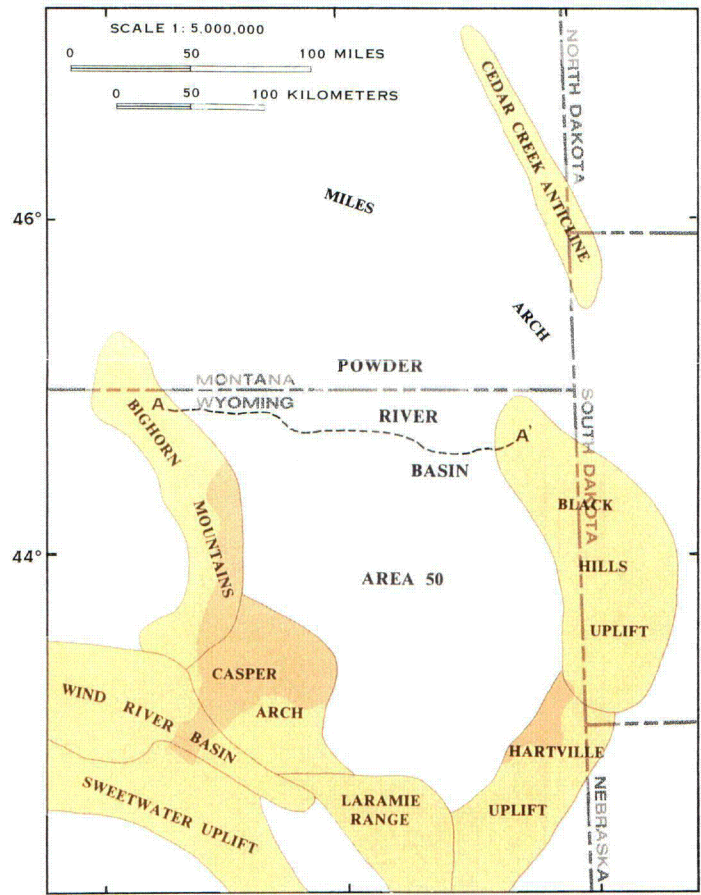 SCALE 1: 5,000,000
0 50 100 MILES
0 50 100 KILOMETERS
NORTH DAKOTA
CEDAR CREEK ANTICLINE
46°
MILES
ARCH
POWDER
MONTANA
WYOMING
A
RIVER
A'
BASIN
BIGHORN
MOUNTAINS
SOUTH DAKOTA
BLACK
HILLS
UPLIFT
44°
AREA 50
CASPER
ARCH
WIND RIVER BASIN
HARTVILLE
UPLIFT
SWEETWATER UPLIFT
LARAMIE
RANGE
NEBRASKA